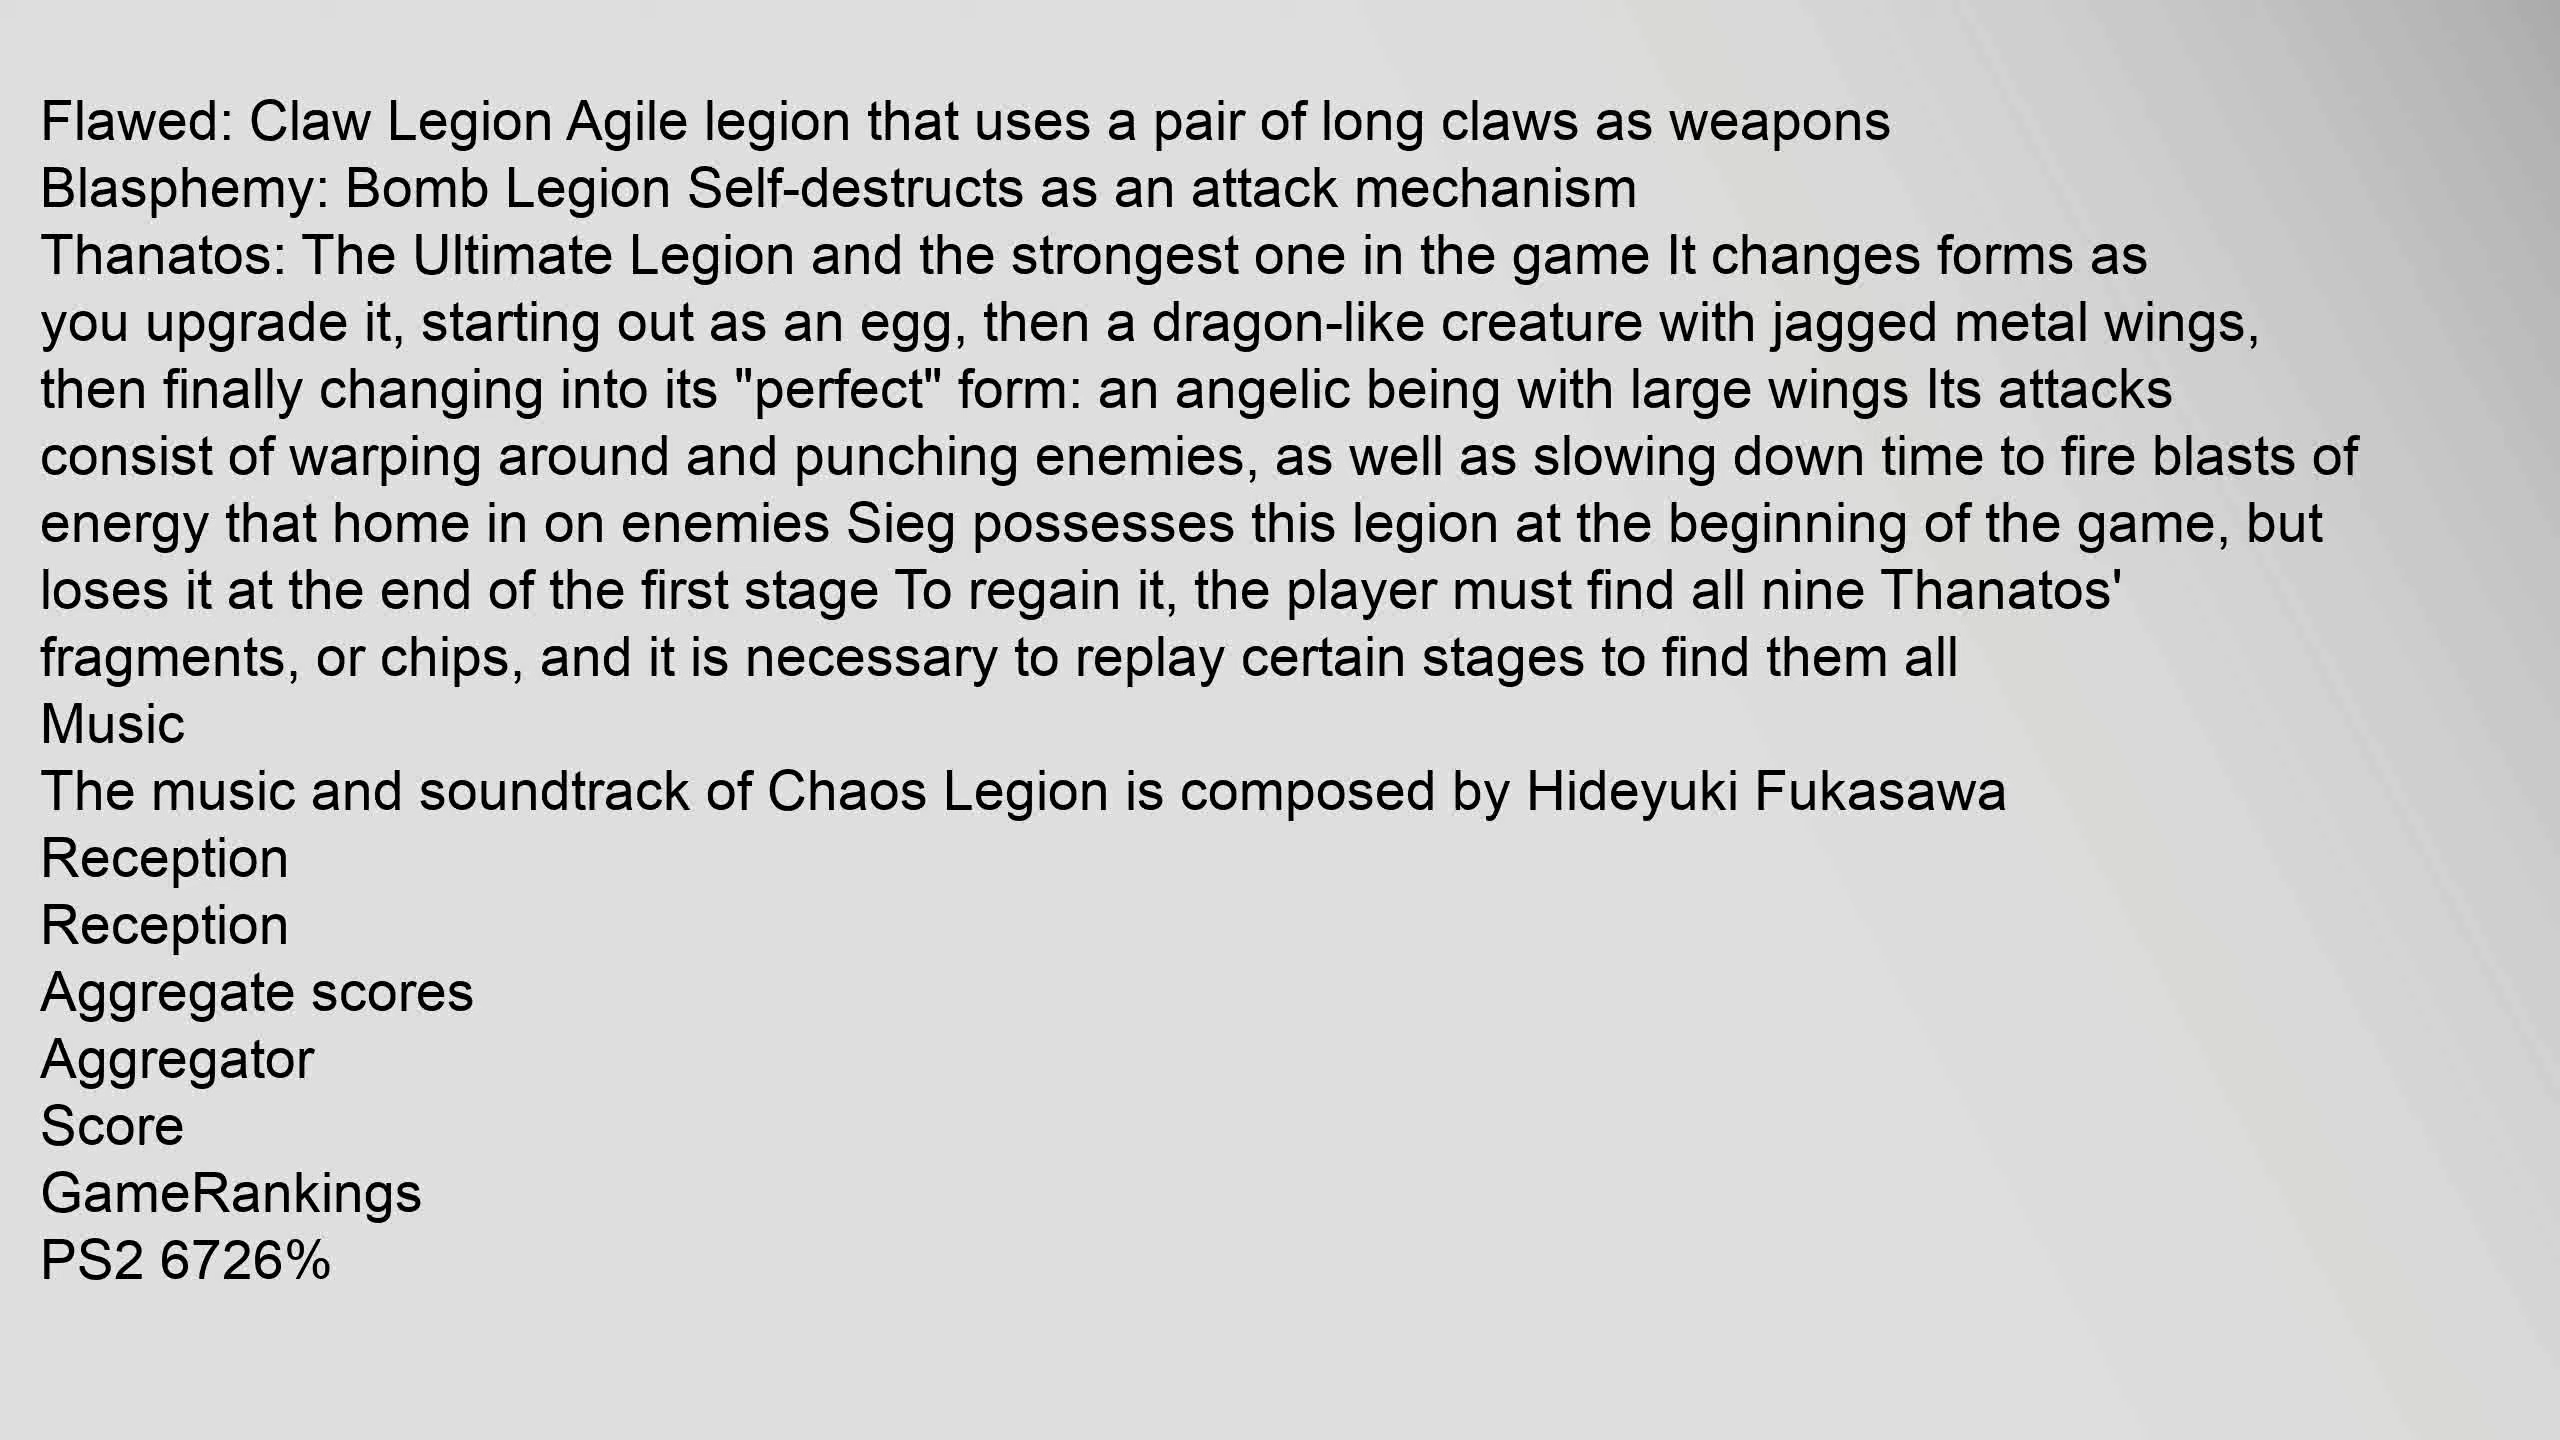 Flawed: Claw Legion Agile legion that uses a pair of long claws as weapons
Blasphemy: Bomb Legion Self-destructs as an attack mechanism
Thanatos: The Ultimate Legion and the strongest one in the game It changes forms as
you upgrade it, starting out as an egg, then a dragon-like creature with jagged metal wings,
then finally changing into its "perfect" form: an angelic being with large wings Its attacks
consist of warping around and punching enemies, as well as slowing down time to fire blasts of
energy that home in on enemies Sieg possesses this legion at the beginning of the game, but
loses it at the end of the first stage To regain it, the player must find all nine Thanatos'
fragments, or chips, and it is necessary to replay certain stages to find them all
Music
The music and soundtrack of Chaos Legion is composed by Hideyuki Fukasawa
Reception
Reception
Aggregate scores
Aggregator
Score
GameRankings
PS2 6726%